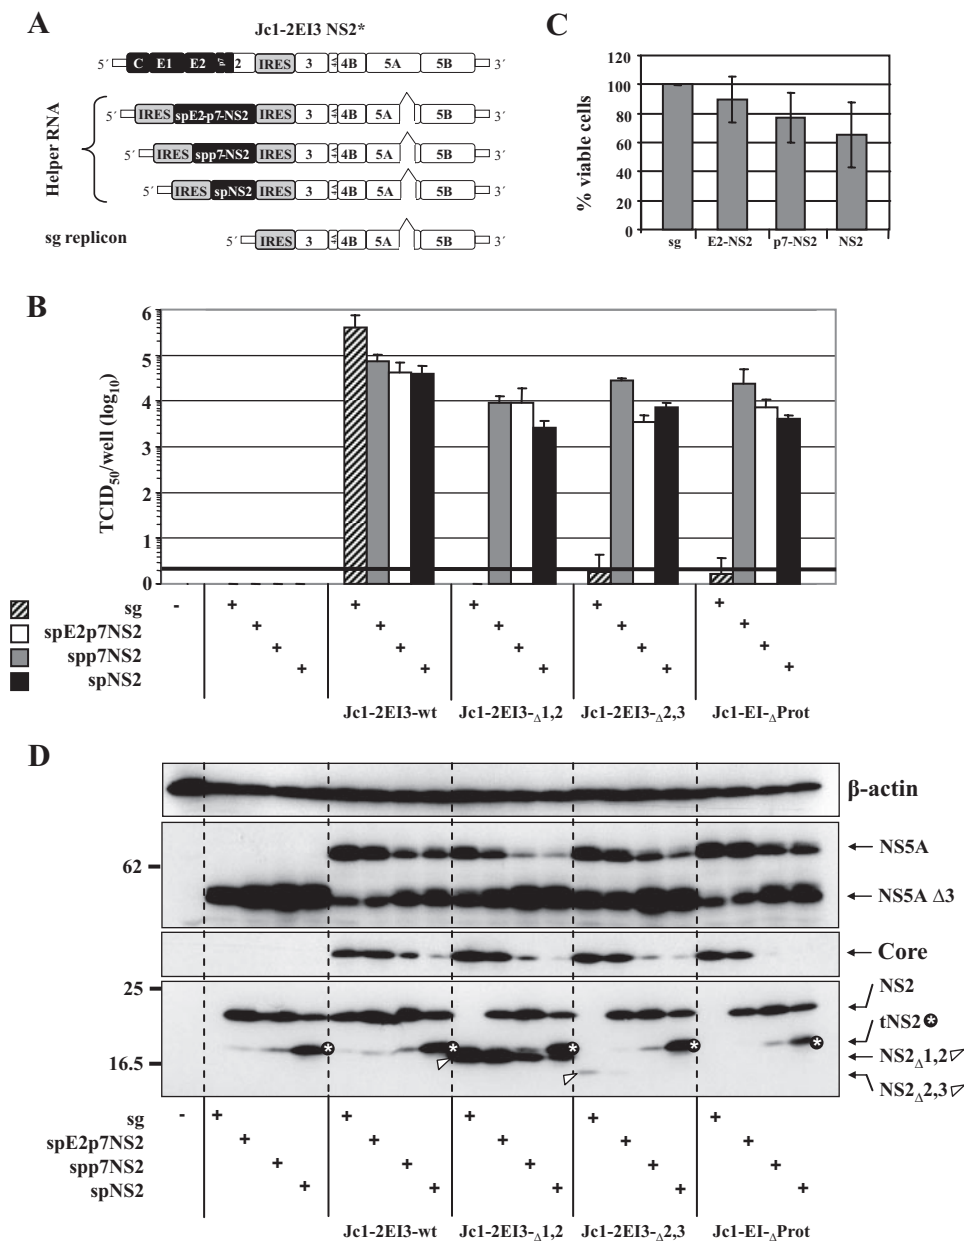 A
Jc1-2EI3 NS2*
5´ C E1 E2 p7 2 IRES 3 4A 4B 5A 5B 3´
Helper RNA
5´ IRES spE2-p7-NS2 IRES 3 4A 4B 5A 5B 3´
5´ IRES spp7-NS2 IRES 3 4A 4B 5A 5B 3´
5´ IRES spNS2 IRES 3 4A 4B 5A 5B 3´
sg replicon 5´ IRES 3 4A 4B 5A 5B 3´
C
% viable cells
120
100
80
60
40
20
0
sg E2-NS2 p7-NS2 NS2
B
TCID50/well (log10)
6
5
4
3
2
1
0
sg - + + + + +
spE2p7NS2 + + + + +
spp7NS2 + + + + +
spNS2 + + + + +
Jc1-2EI3-wt Jc1-2EI3-Δ1,2 Jc1-2EI3-Δ2,3 Jc1-EI-ΔProt
D
β-actin
NS5A
62
NS5A Δ3
Core
25
NS2
tNS2 *
NS2Δ1,2
16.5
NS2Δ2,3
* * * * *
sg - + + + + +
spE2p7NS2 + + + + +
spp7NS2 + + + + +
spNS2 + + + + +
Jc1-2EI3-wt Jc1-2EI3-Δ1,2 Jc1-2EI3-Δ2,3 Jc1-EI-ΔProt